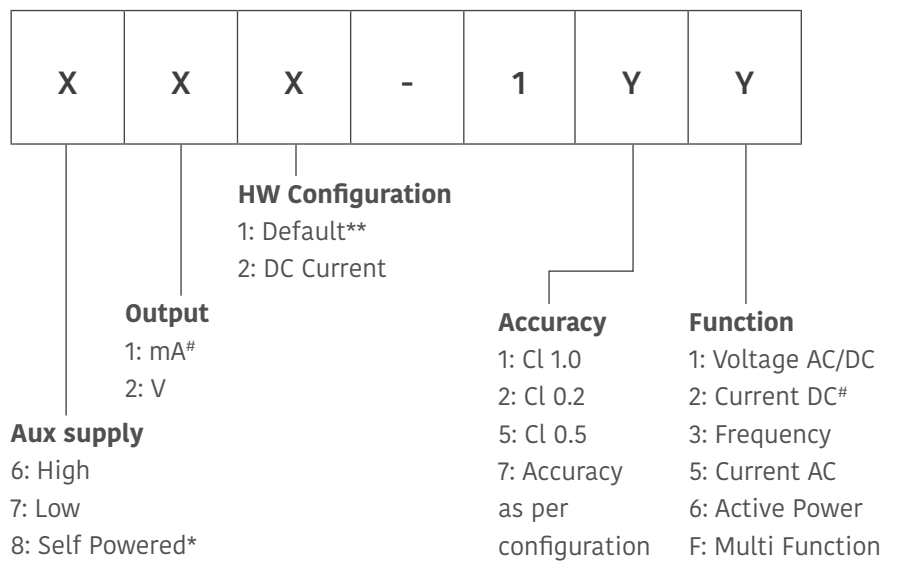 X X X - 1 Y Y
HW Configuration
1: Default**
2: DC Current
Output
1: mA#
2: V
Aux supply
6: High
7: Low
8: Self Powered*
Accuracy
1: Cl 1.0
2: Cl 0.2
5: Cl 0.5
7: Accuracy
as per
configuration
Function
1: Voltage AC/DC
2: Current DC#
3: Frequency
5: Current AC
6: Active Power
F: Multi Function